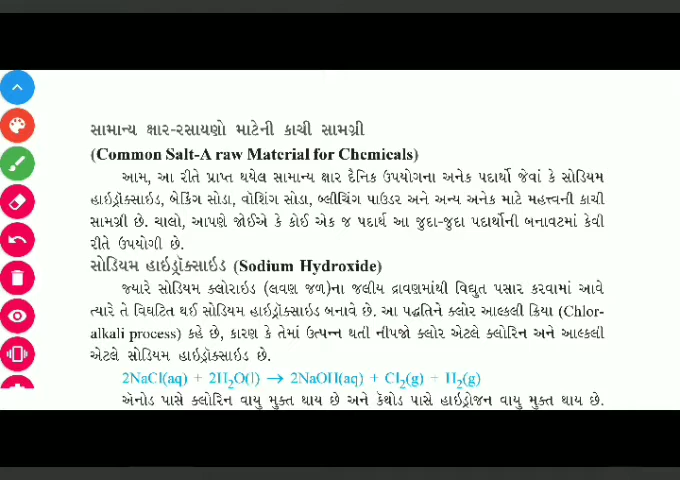 સામાન્ય ક્ષાર-રસાયણો માટેની કાચી સામગ્રી
(Common Salt-A raw Material for Chemicals)
આમ, આ રીતે પ્રાપ્ત થયેલ સામાન્ય ક્ષાર દૈનિક ઉપયોગના અનેક પદાર્થો જેવાં કે સોડિયમ
હાઇડ્રૉક્સાઇડ, બેકિંગ સોડા, વૉશિંગ સોડા, બ્લીચિંગ પાઉડર અને અન્ય અનેક માટે મહત્ત્વની કાચી
સામગ્રી છે. ચાલો, આપણે જોઈએ કે કોઈ એક જ પદાર્થ આ જુદા-જુદા પદાર્થોની બનાવટમાં કેવી
રીતે ઉપયોગી છે.
સોડિયમ હાઇડ્રૉક્સાઇડ (Sodium Hydroxide)
જ્યારે સોડિયમ ક્લોરાઇડ (લવણ જળ)ના જલીય દ્રાવણમાંથી વિદ્યુત પસાર કરવામાં આવે
ત્યારે તે વિઘટિત થઈ સોડિયમ હાઇડ્રૉક્સાઇડ બનાવે છે. આ પદ્ધતિને ક્લોર આલ્કલી ક્રિયા (Chlor-
alkali process) કહે છે, કારણ કે તેમાં ઉત્પન્ન થતી નીપજો ક્લોર એટલે ક્લોરિન અને આલ્કલી
એટલે સોડિયમ હાઇડ્રૉક્સાઇડ છે.
2NaCl(aq) + 2H₂O(l) → 2NaOH(aq) + Cl₂(g) + H₂(g)
ઍનોડ પાસે ક્લોરિન વાયુ મુક્ત થાય છે અને કૅથોડ પાસે હાઇડ્રોજન વાયુ મુક્ત થાય છે.